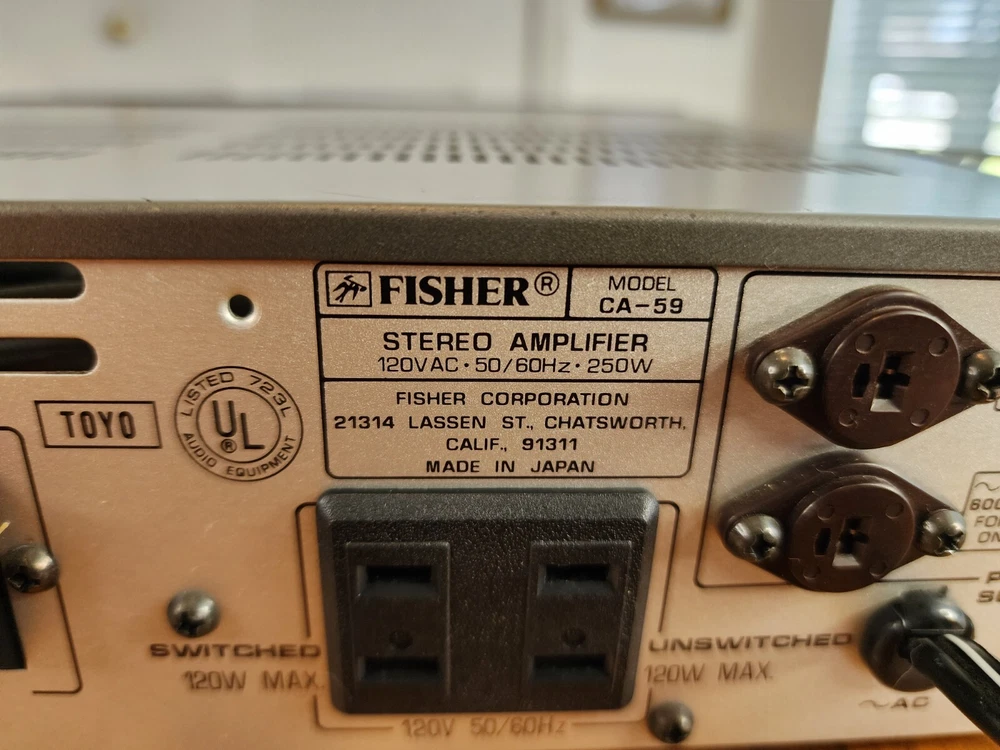 FISHER®
MODEL
CA-59
STEREO AMPLIFIER
120VAC·50/60Hz·250W
FISHER CORPORATION
21314 LASSEN ST., CHATSWORTH,
CALIF., 91311
MADE IN JAPAN
TOYO
LISTED 723L
UL®
AUDIO EQUIPMENT
SWITCHED
120W MAX.
UNSWITCHED
120W MAX.
120V 50/60Hz
~AC